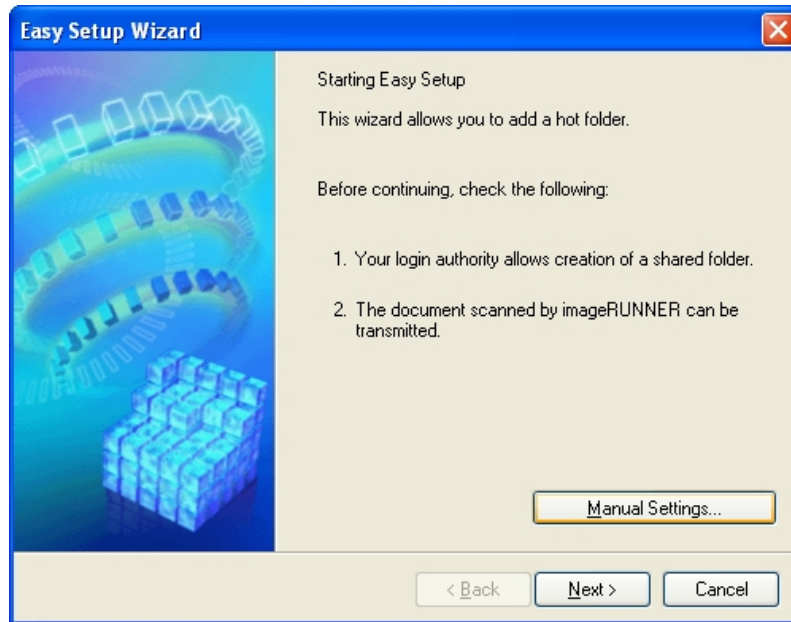 Easy Setup Wizard
Starting Easy Setup
This wizard allows you to add a hot folder.
Before continuing, check the following:
1. Your login authority allows creation of a shared folder.
2. The document scanned by imageRUNNER can be
transmitted.
Manual Settings...
< Back
Next >
Cancel